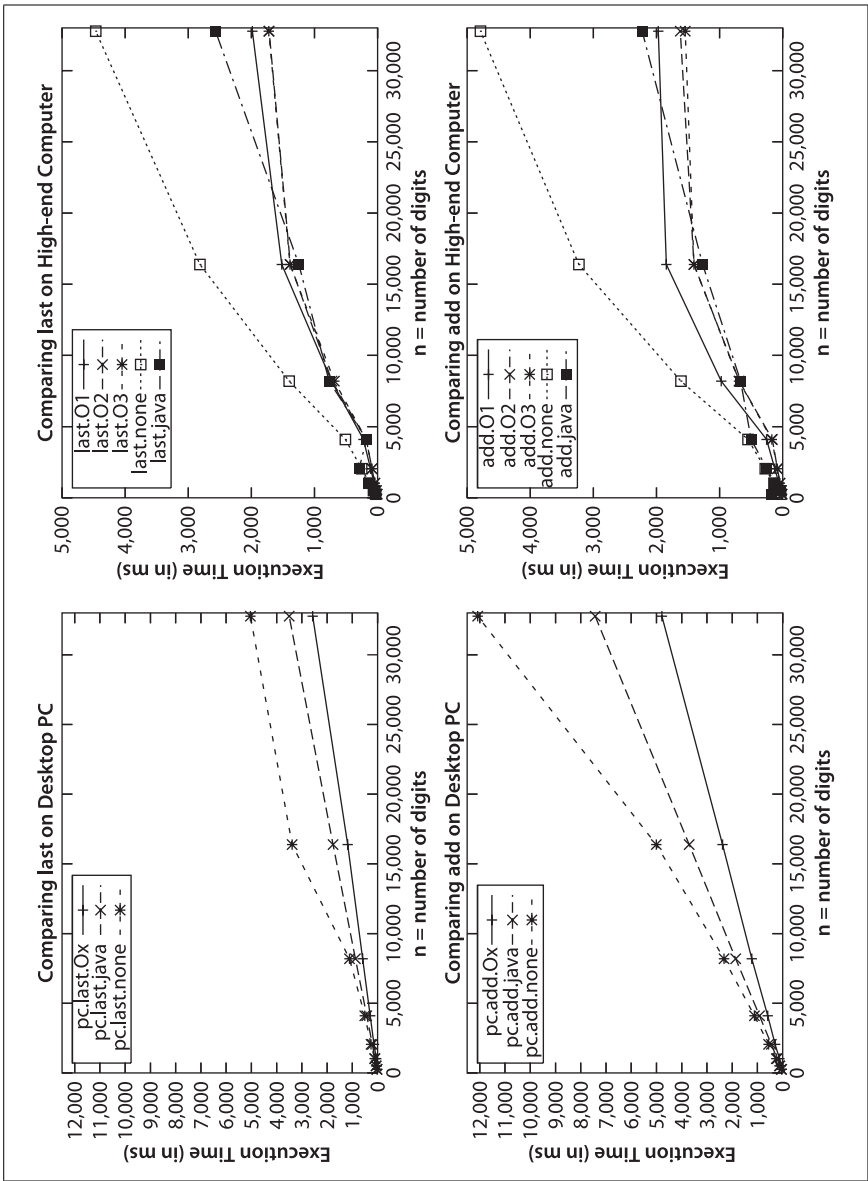 Comparing last on Desktop PC
pc.last.Ox
pc.last.java
pc.last.none
12,000
11,000
10,000
9,000
8,000
7,000
6,000
5,000
4,000
3,000
2,000
1,000
0
Execution Time (in ms)
0 5,000 10,000 15,000 20,000 25,000 30,000
n = number of digits
Comparing last on High-end Computer
last.O1
last.O2
last.O3
last.none
last.java
5,000
4,000
3,000
2,000
1,000
0
Execution Time (in ms)
0 5,000 10,000 15,000 20,000 25,000 30,000
n = number of digits
Comparing add on Desktop PC
pc.add.Ox
pc.add.java
pc.add.none
12,000
11,000
10,000
9,000
8,000
7,000
6,000
5,000
4,000
3,000
2,000
1,000
0
Execution Time (in ms)
0 5,000 10,000 15,000 20,000 25,000 30,000
n = number of digits
Comparing add on High-end Computer
add.O1
add.O2
add.O3
add.none
add.java
5,000
4,000
3,000
2,000
1,000
0
Execution Time (in ms)
0 5,000 10,000 15,000 20,000 25,000 30,000
n = number of digits